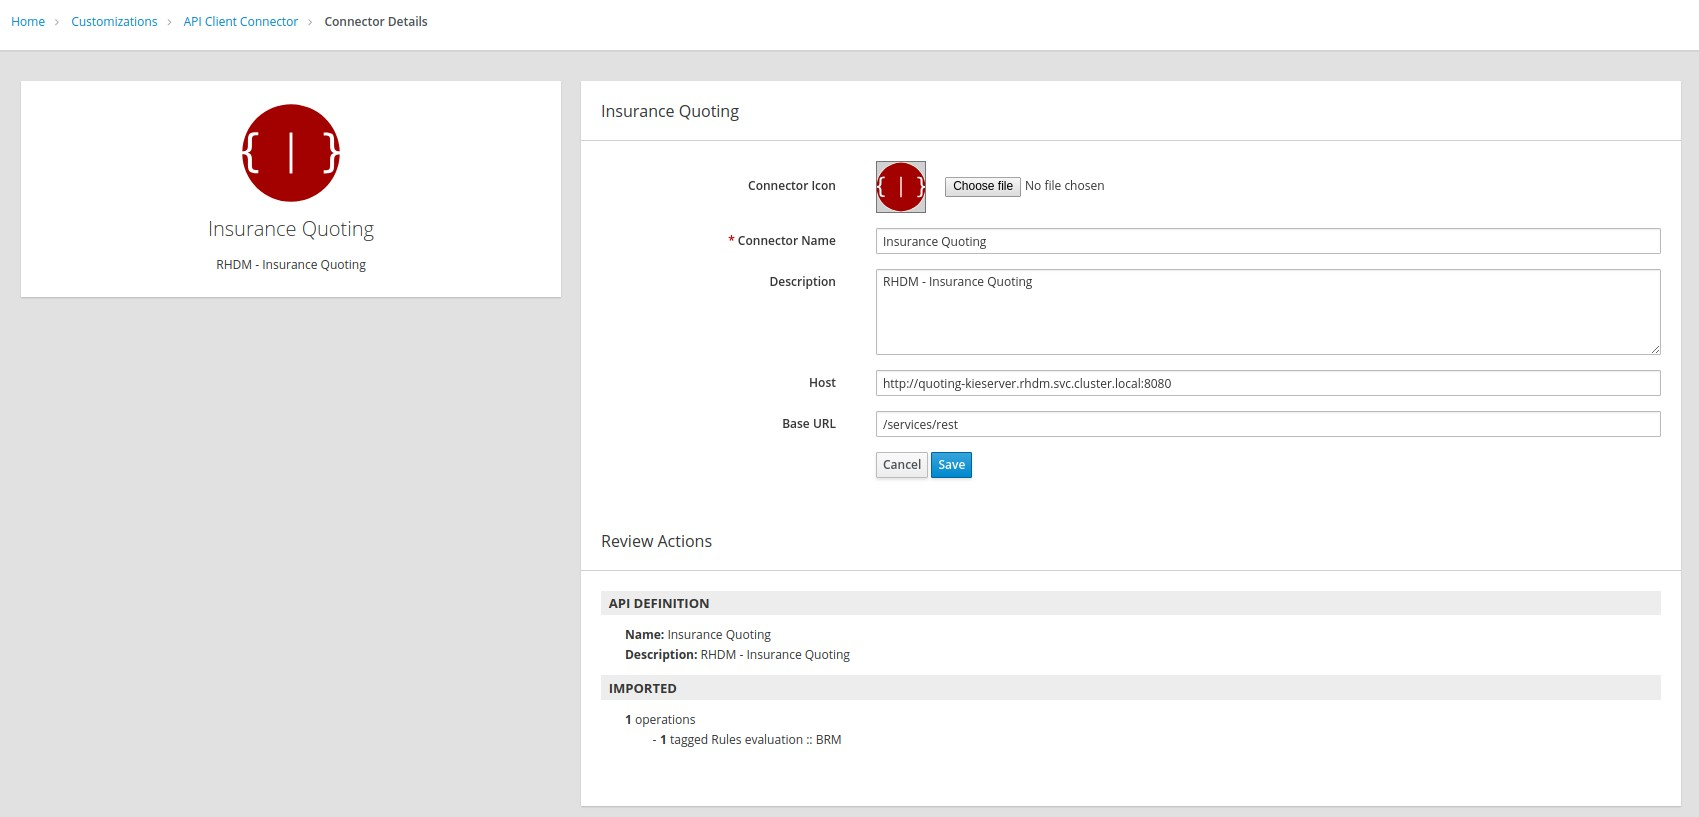 Home > Customizations > API Client Connector > Connector Details
{ | }
Insurance Quoting
RHDM - Insurance Quoting
Insurance Quoting
Connector Icon { | } Choose file No file chosen
* Connector Name Insurance Quoting
Description RHDM - Insurance Quoting
Host http://quoting-kieserver.rhdm.svc.cluster.local:8080
Base URL /services/rest
Cancel Save
Review Actions
API DEFINITION
Name: Insurance Quoting
Description: RHDM - Insurance Quoting
IMPORTED
1 operations
- 1 tagged Rules evaluation :: BRM